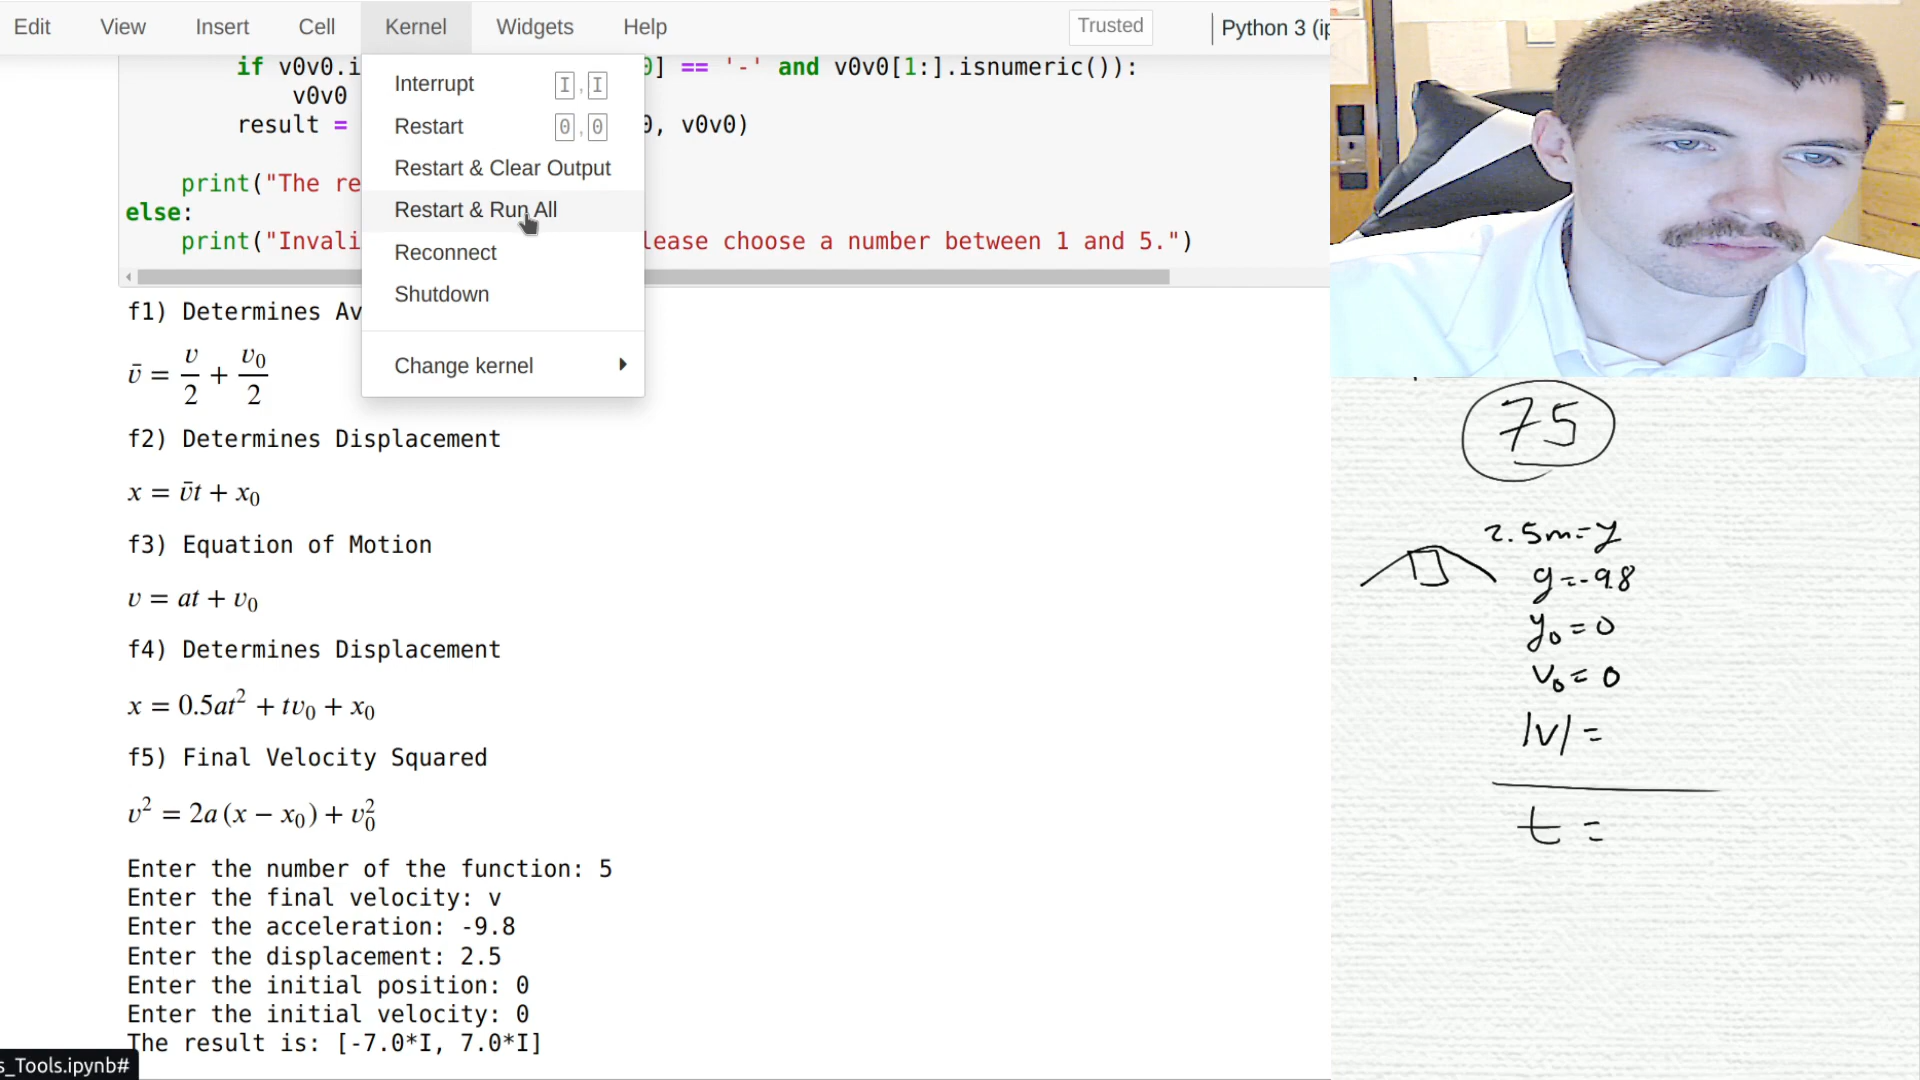 Edit View Insert Cell Kernel Widgets Help Trusted Python 3 (ip
if v0v0.i 0] == '-' and v0v0[1:].isnumeric()):
v0v0
result = 0, v0v0)
print("The re
else:
print("Invali lease choose a number between 1 and 5.")
Interrupt I,I
Restart 0,0
Restart & Clear Output
Restart & Run All
Reconnect
Shutdown
Change kernel
f1) Determines Av
v̄ = v/2 + v₀/2
f2) Determines Displacement
x = v̄t + x₀
f3) Equation of Motion
v = at + v₀
f4) Determines Displacement
x = 0.5at² + tv₀ + x₀
f5) Final Velocity Squared
v² = 2a (x − x₀) + v₀²
Enter the number of the function: 5
Enter the final velocity: v
Enter the acceleration: -9.8
Enter the displacement: 2.5
Enter the initial position: 0
Enter the initial velocity: 0
The result is: [-7.0*I, 7.0*I]
s_Tools.ipynb#
75
2.5m=y
g=-9.8
y₀=0
v₀=0
|v|=
t=